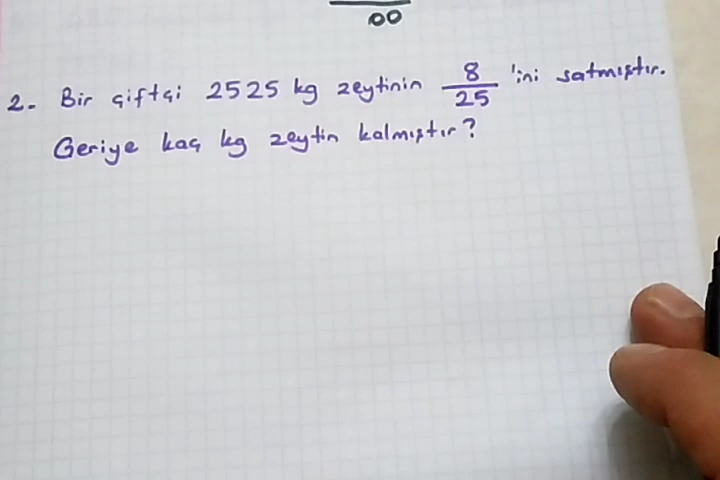 00
2- Bir çiftçi 2525 kg zeytinin 8/25 'ini satmıştır.
Geriye kaç kg zeytin kalmıştır?